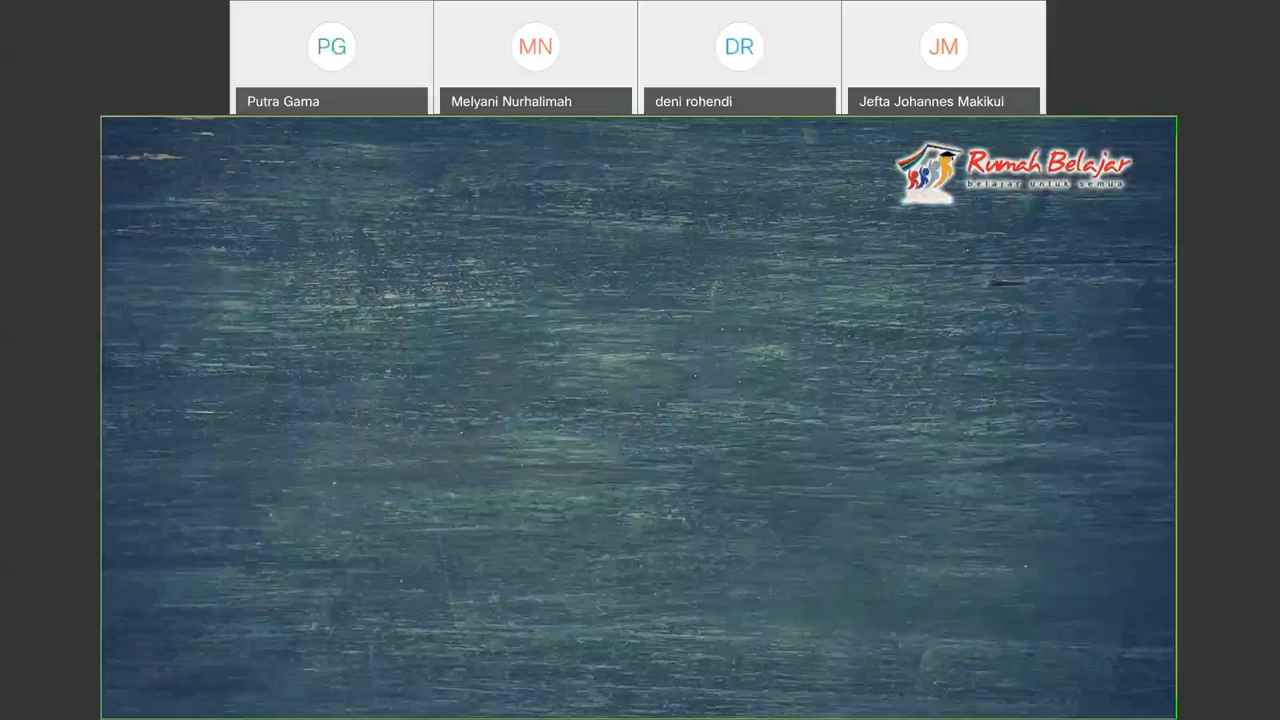 PG
MN
DR
JM
Putra Gama
Melyani Nurhalimah
deni rohendi
Jefta Johannes Makikui
Rumah Belajar
belajar untuk semua